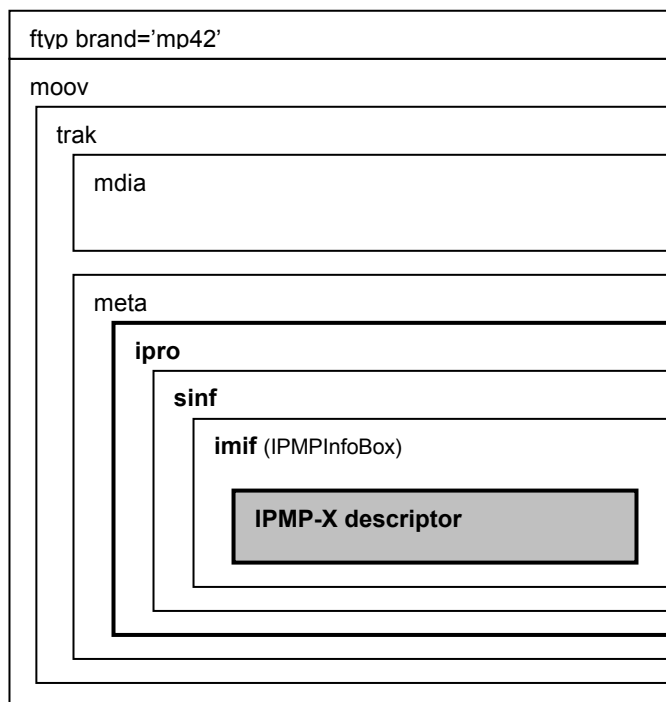 ftyp brand='mp42'
moov
trak
mdia
meta
ipro
sinf
imif (IPMPInfoBox)
IPMP-X descriptor